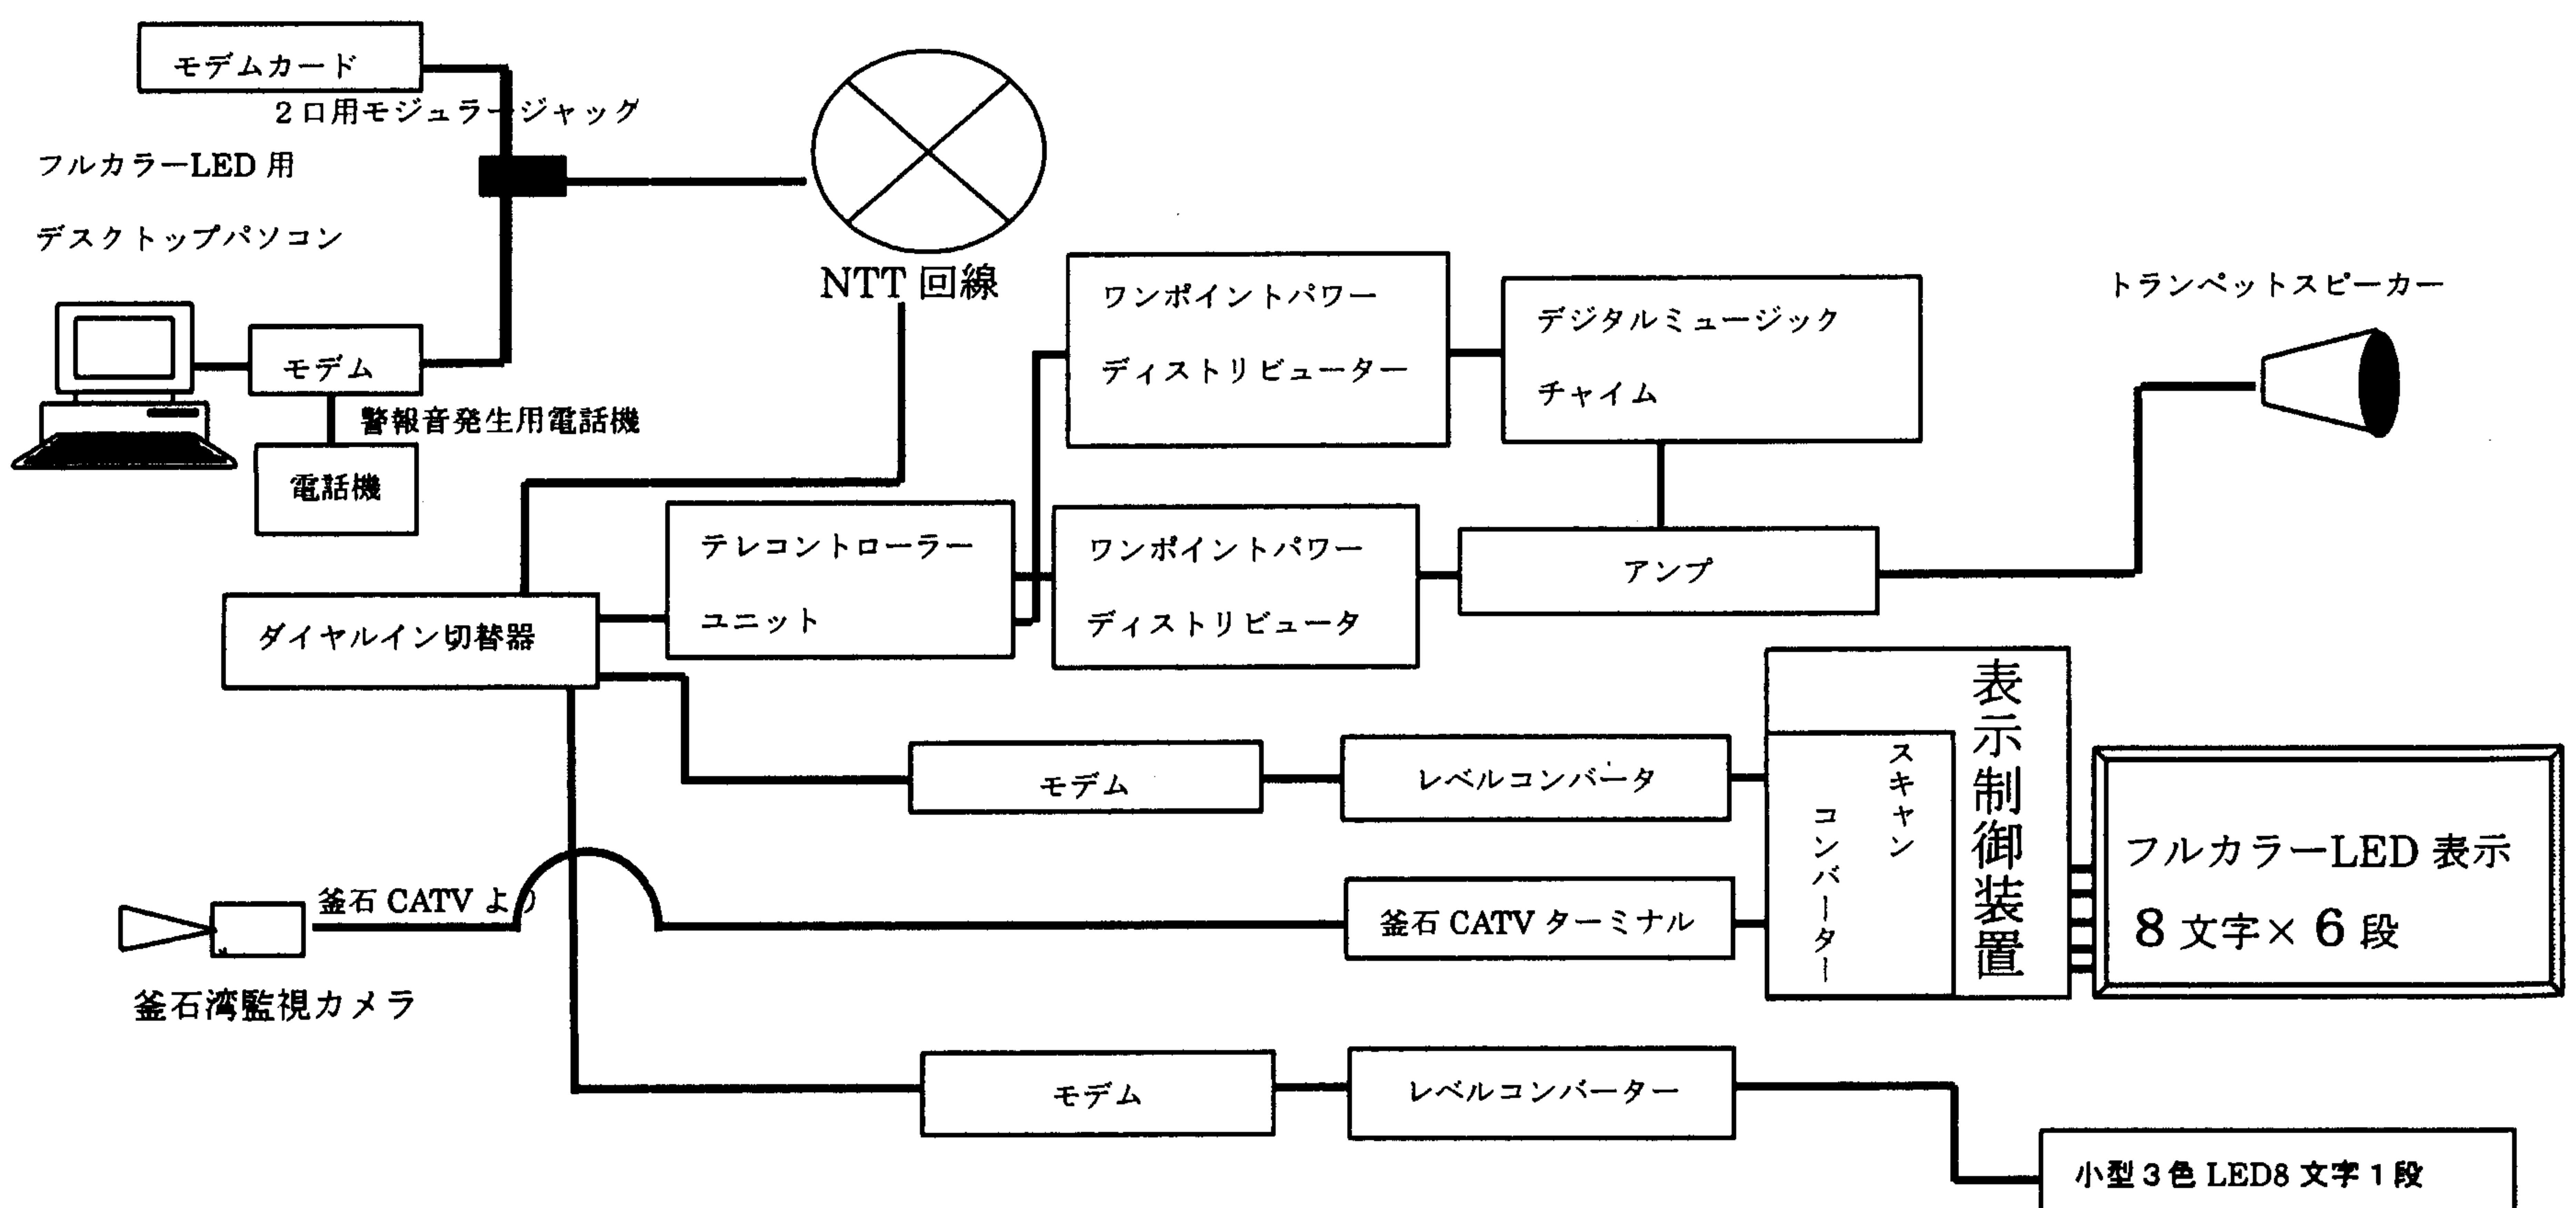 モデムカード
2口用モジュラージャッグ
フルカラーLED 用
デスクトップパソコン
NTT 回線
モデム
警報音発生用電話機
電話機
ワンポイントパワー
ディストリビューター
デジタルミュージック
チャイム
トランペットスピーカー
テレコントローラー
ユニット
ワンポイントパワー
ディストリビュータ
アンプ
ダイヤルイン切替器
モデム
レベルコンバータ
表示制御装置
スキャン
コンバーター
フルカラーLED 表示
8 文字× 6 段
釜石 CATV より
釜石 CATV ターミナル
釜石湾監視カメラ
モデム
レベルコンバーター
小型3色 LED8 文字1段